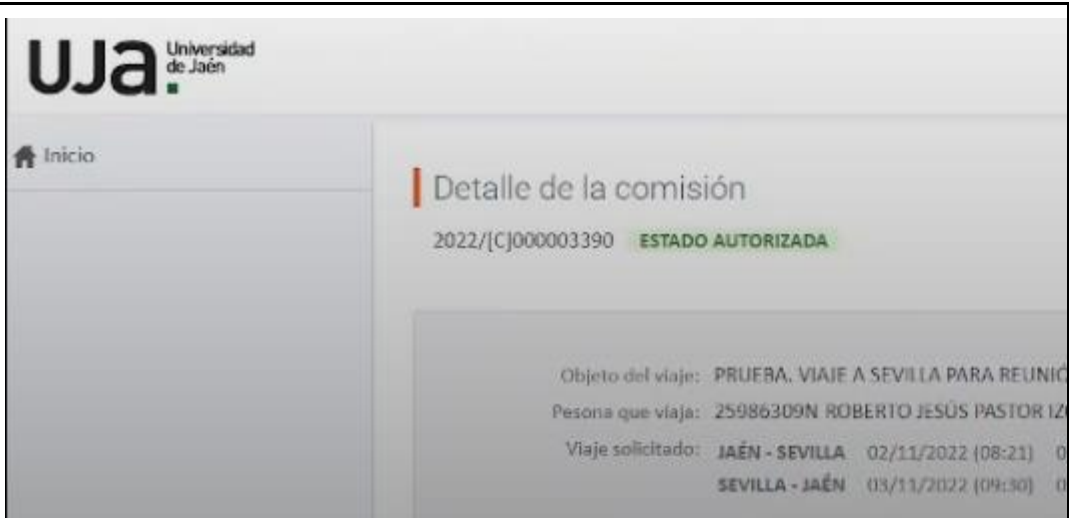 uja.
Universidad
de Jaén
Inicio
Detalle de la comisión
2022/[C]000003390 ESTADO AUTORIZADA
Objeto del viaje: PRUEBA. VIAJE A SEVILLA PARA REUNIÓ
Pesona que viaja: 25986309N ROBERTO JESÚS PASTOR IZ
Viaje solicitado: JAÉN - SEVILLA 02/11/2022 (08:21) 0
SEVILLA - JAÉN 03/11/2022 (09:30) 0